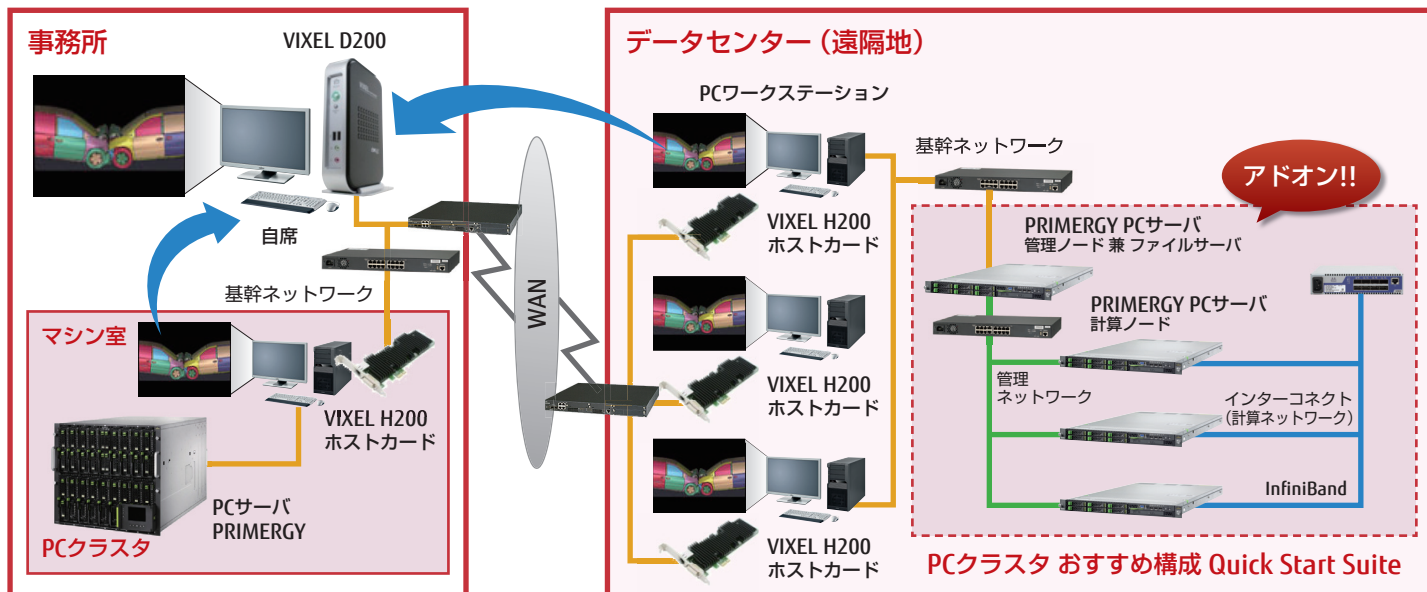 事務所
VIXEL D200
自席
基幹ネットワーク
マシン室
VIXEL H200
ホストカード
PCサーバ
PRIMERGY
PCクラスタ
WAN
データセンター（遠隔地）
PCワークステーション
VIXEL H200
ホストカード
VIXEL H200
ホストカード
VIXEL H200
ホストカード
基幹ネットワーク
アドオン!!
PRIMERGY PCサーバ
管理ノード 兼 ファイルサーバ
PRIMERGY PCサーバ
計算ノード
管理
ネットワーク
インターコネクト
（計算ネットワーク）
InfiniBand
PCクラスタ おすすめ構成 Quick Start Suite